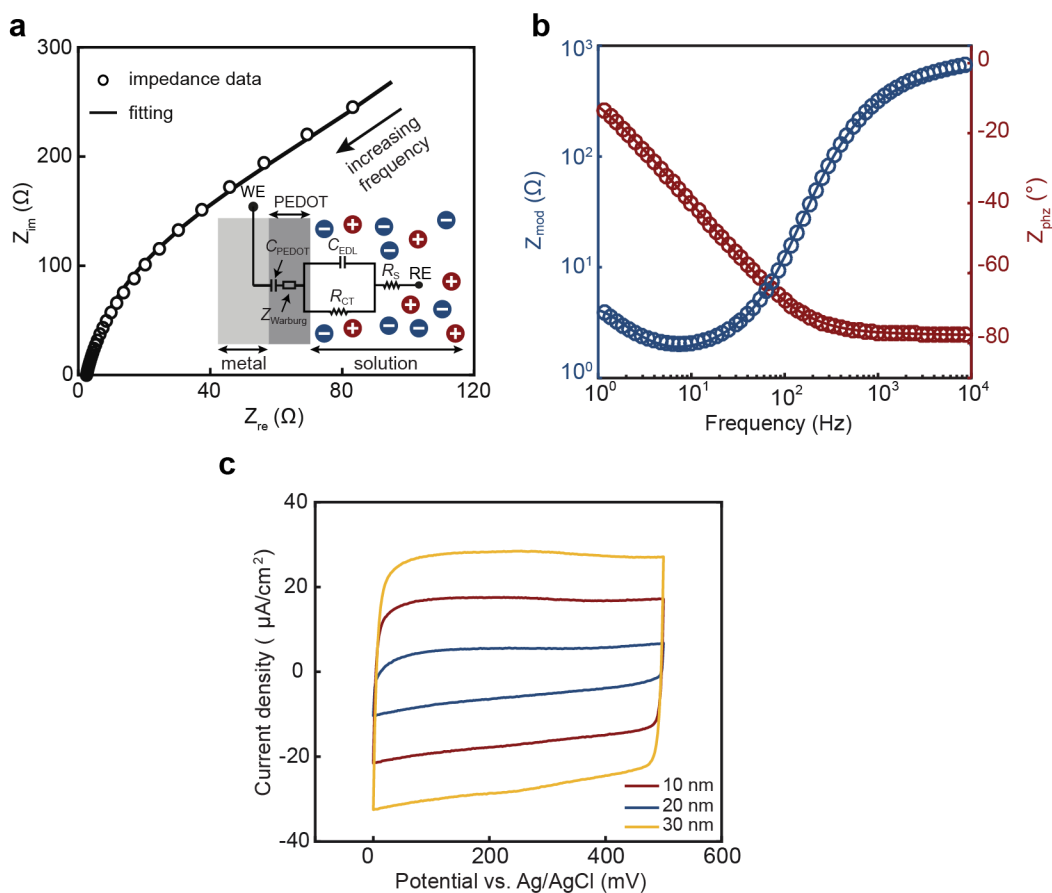 a
300
200
100
0
Z_im (Ω)
impedance data
fitting
increasing
frequency
WE
PEDOT
C_PEDOT
C_EDL
R_S
RE
R_CT
Z_Warburg
metal
solution
0
40
80
120
Z_re (Ω)
b
10^3
10^2
10^1
10^0
Z_mod (Ω)
0
-20
-40
-60
-80
Z_phz (°)
10^0
10^1
10^2
10^3
10^4
Frequency (Hz)
c
40
20
0
-20
-40
Current density ( µA/cm^2)
10 nm
20 nm
30 nm
0
200
400
600
Potential vs. Ag/AgCl (mV)